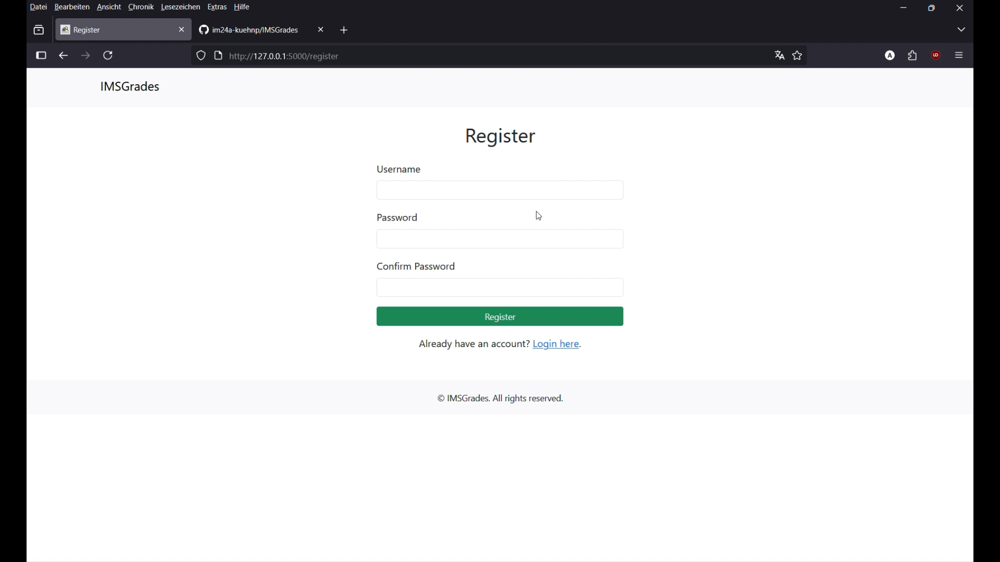 Datei Bearbeiten Ansicht Chronik Lesezeichen Extras Hilfe
Register im24a-kuehnp/IMSGrades
http://127.0.0.1:5000/register
IMSGrades
Register
Username
Password
Confirm Password
Register
Already have an account? Login here.
© IMSGrades. All rights reserved.